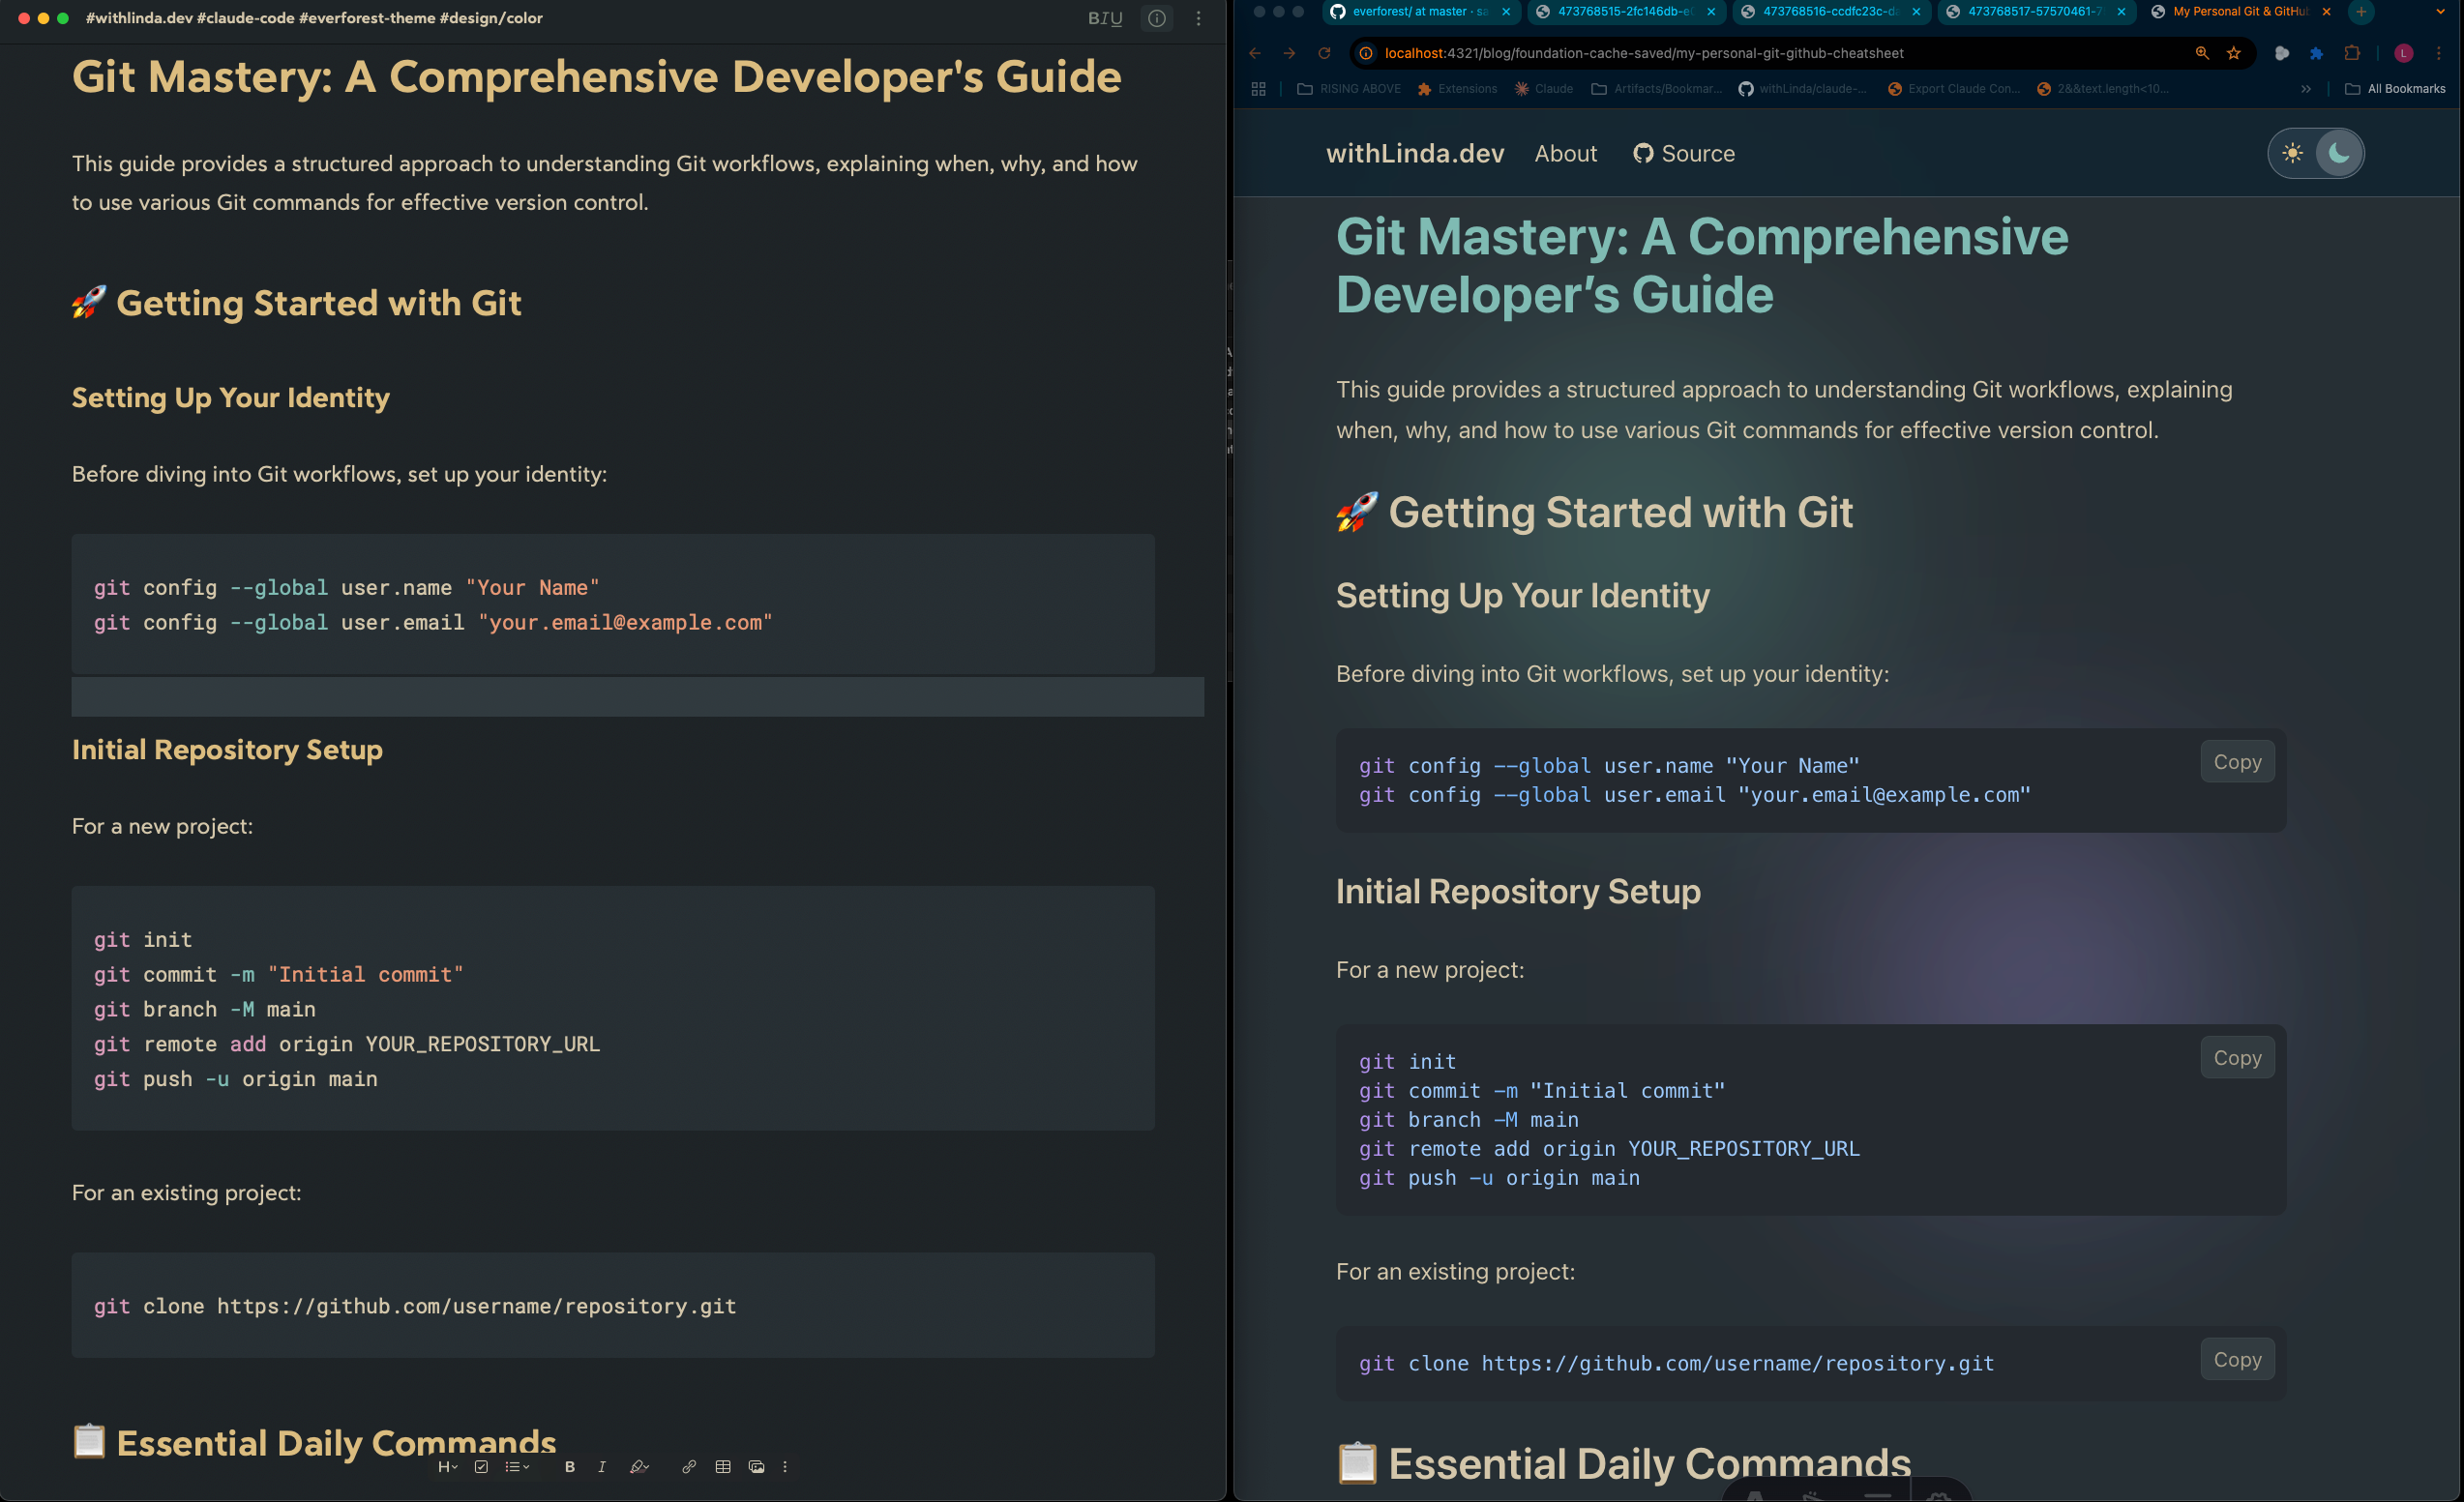 #withlinda.dev #claude-code #everforest-theme #design/color
BIU
Git Mastery: A Comprehensive Developer's Guide
This guide provides a structured approach to understanding Git workflows, explaining when, why, and how
to use various Git commands for effective version control.
🚀 Getting Started with Git
Setting Up Your Identity
Before diving into Git workflows, set up your identity:
git config --global user.name "Your Name"
git config --global user.email "your.email@example.com"
Initial Repository Setup
For a new project:
git init
git commit -m "Initial commit"
git branch -M main
git remote add origin YOUR_REPOSITORY_URL
git push -u origin main
For an existing project:
git clone https://github.com/username/repository.git
📋 Essential Daily Commands
H
B
I
everforest/ at master · sa
473768515-2fc146db-e
473768516-ccdfc23c-d
473768517-57570461-7
My Personal Git & GitHu
localhost:4321/blog/foundation-cache-saved/my-personal-git-github-cheatsheet
L
RISING ABOVE
Extensions
Claude
Artifacts/Bookmar...
withLinda/claude-...
Export Claude Con...
2&&text.length<10...
All Bookmarks
withLinda.dev
About
Source
Git Mastery: A Comprehensive
Developer’s Guide
This guide provides a structured approach to understanding Git workflows, explaining
when, why, and how to use various Git commands for effective version control.
🚀 Getting Started with Git
Setting Up Your Identity
Before diving into Git workflows, set up your identity:
Copy
git config --global user.name "Your Name"
git config --global user.email "your.email@example.com"
Initial Repository Setup
For a new project:
Copy
git init
git commit -m "Initial commit"
git branch -M main
git remote add origin YOUR_REPOSITORY_URL
git push -u origin main
For an existing project:
Copy
git clone https://github.com/username/repository.git
📋 Essential Daily Commands